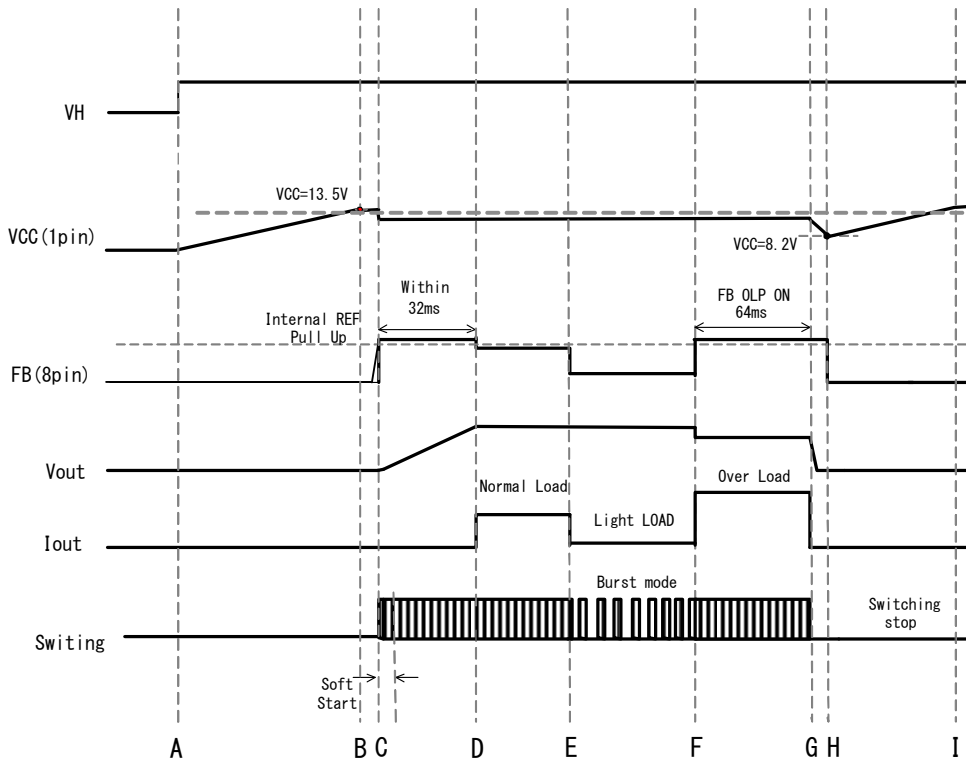 VH
VCC=13.5V
VCC(1pin)
VCC=8.2V
Within
32ms
FB OLP ON
64ms
Internal REF
Pull Up
FB(8pin)
Vout
Normal Load
Over Load
Light LOAD
Iout
Burst mode
Switing
Switching
stop
Soft
Start
A B C D E F G H I